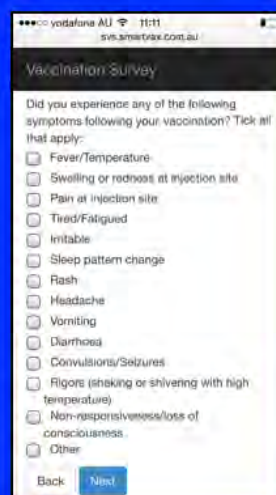 vodafone AU 11:11
svs.smartvax.com.au
Vaccination Survey
Did you experience any of the following
symptoms following your vaccination? Tick all
that apply:
Fever/Temperature
Swelling or redness at injection site
Pain at injection site
Tired/Fatigued
Irritable
Sleep pattern change
Rash
Headache
Vomiting
Diarrhoea
Convulsions/Seizures
Rigors (shaking or shivering with high
temperature)
Non-responsiveness/loss of
consciousness
Other
Back Next